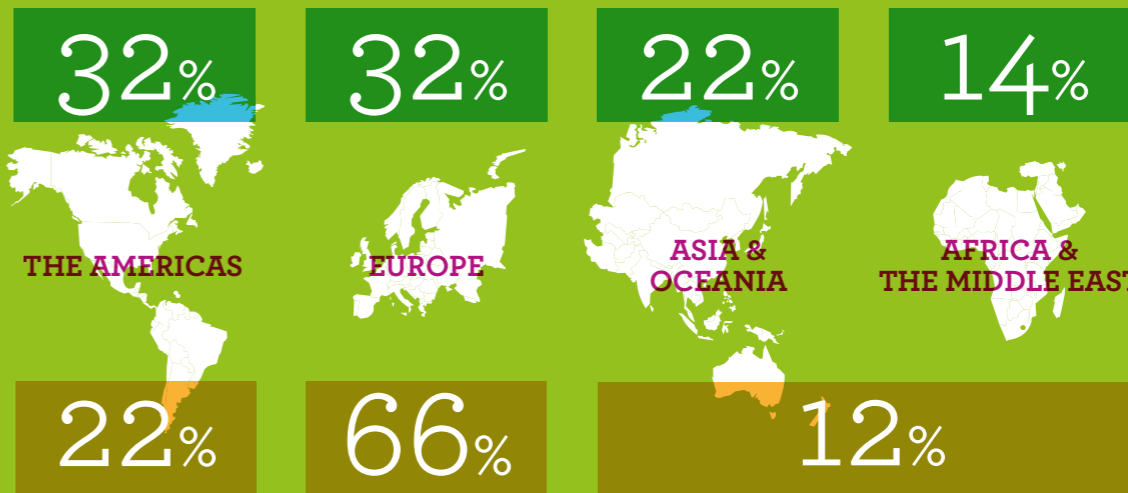 32% 32% 22% 14%
THE AMERICAS
EUROPE
ASIA &
OCEANIA
AFRICA &
THE MIDDLE EAST
22% 66% 12%